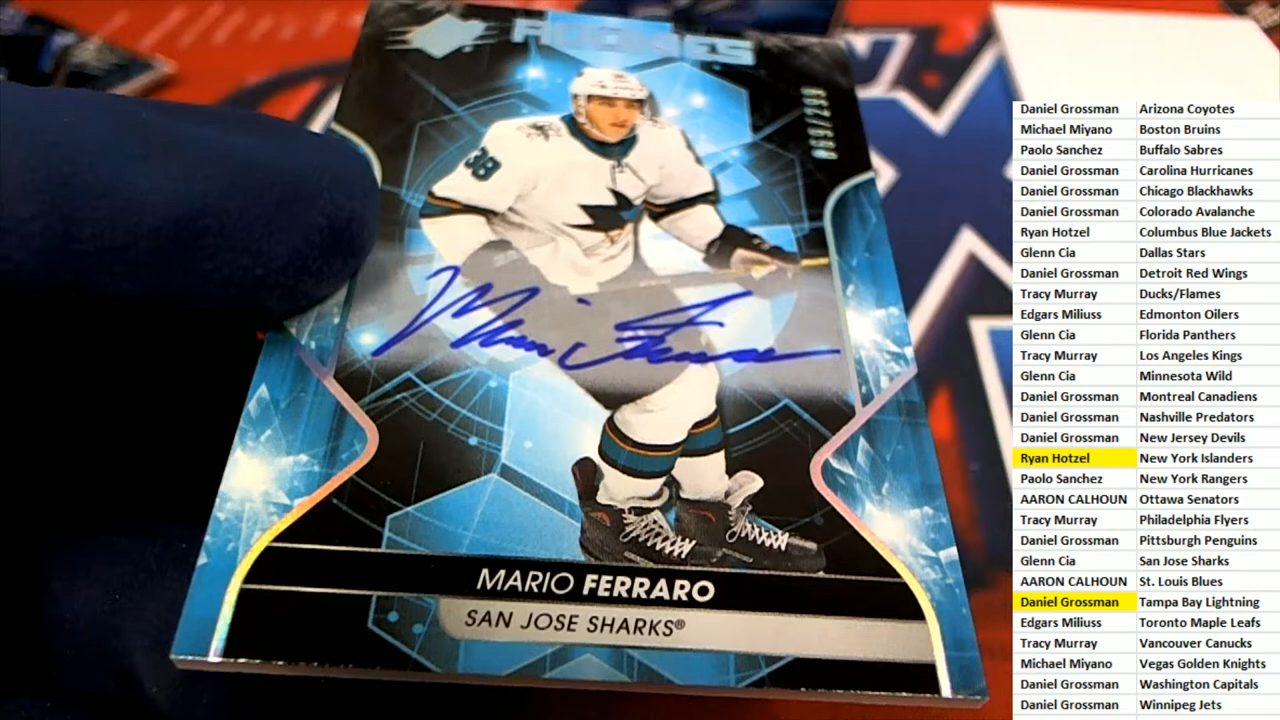 ROOKIES
069/299
38
Mario Ferraro
MARIO FERRARO
SAN JOSE SHARKS®
Daniel Grossman Arizona Coyotes
Michael Miyano Boston Bruins
Paolo Sanchez Buffalo Sabres
Daniel Grossman Carolina Hurricanes
Daniel Grossman Chicago Blackhawks
Daniel Grossman Colorado Avalanche
Ryan Hotzel Columbus Blue Jackets
Glenn Cia Dallas Stars
Daniel Grossman Detroit Red Wings
Tracy Murray Ducks/Flames
Edgars Miliuss Edmonton Oilers
Glenn Cia Florida Panthers
Tracy Murray Los Angeles Kings
Glenn Cia Minnesota Wild
Daniel Grossman Montreal Canadiens
Daniel Grossman Nashville Predators
Daniel Grossman New Jersey Devils
Ryan Hotzel New York Islanders
Paolo Sanchez New York Rangers
AARON CALHOUN Ottawa Senators
Tracy Murray Philadelphia Flyers
Daniel Grossman Pittsburgh Penguins
Glenn Cia San Jose Sharks
AARON CALHOUN St. Louis Blues
Daniel Grossman Tampa Bay Lightning
Edgars Miliuss Toronto Maple Leafs
Tracy Murray Vancouver Canucks
Michael Miyano Vegas Golden Knights
Daniel Grossman Washington Capitals
Daniel Grossman Winnipeg Jets